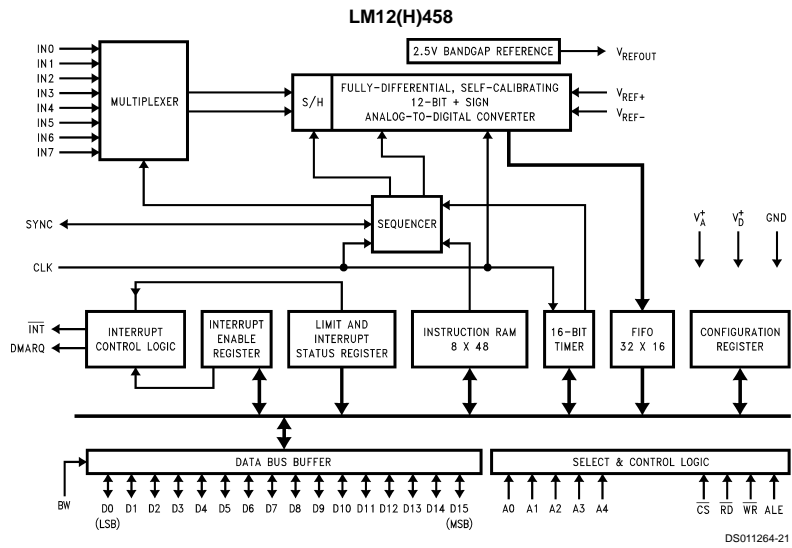 LM12(H)458
2.5V BANDGAP REFERENCE
VREFOUT
IN0
IN1
IN2
IN3
IN4
IN5
IN6
IN7
MULTIPLEXER
S/H
FULLY-DIFFERENTIAL, SELF-CALIBRATING
12-BIT + SIGN
ANALOG-TO-DIGITAL CONVERTER
VREF+
VREF-
SYNC
SEQUENCER
V+A
V+D
GND
CLK
INT
DMARQ
INTERRUPT
CONTROL LOGIC
INTERRUPT
ENABLE
REGISTER
LIMIT AND
INTERRUPT
STATUS REGISTER
INSTRUCTION RAM
8 X 48
16-BIT
TIMER
FIFO
32 X 16
CONFIGURATION
REGISTER
DATA BUS BUFFER
SELECT & CONTROL LOGIC
BW
D0 D1 D2 D3 D4 D5 D6 D7 D8 D9 D10 D11 D12 D13 D14 D15
(LSB) (MSB)
A0 A1 A2 A3 A4
CS RD WR ALE
DS011264-21